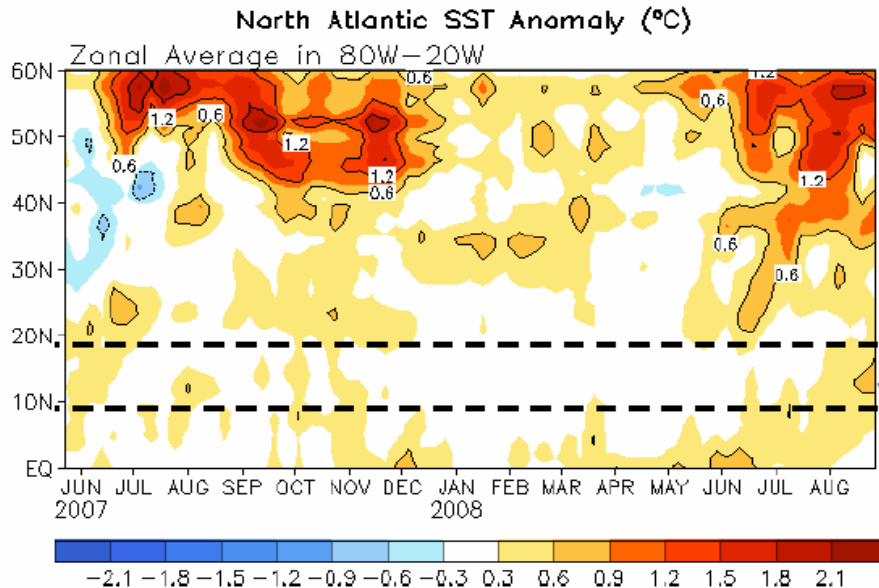 North Atlantic SST Anomaly (ºC)
Zonal Average in 80W−20W
60N
50N
40N
30N
20N
10N
EQ
0.6
1.2
0.6
0.6
1.2
1.2
0.6
0.6
1.2
0.6
1.2
0.6
0.6
JUN JUL AUG SEP OCT NOV DEC JAN FEB MAR APR MAY JUN JUL AUG
2007 2008
−2.1 −1.8 −1.5 −1.2 −0.9 −0.6 −0.3 0.3 0.6 0.9 1.2 1.5 1.8 2.1